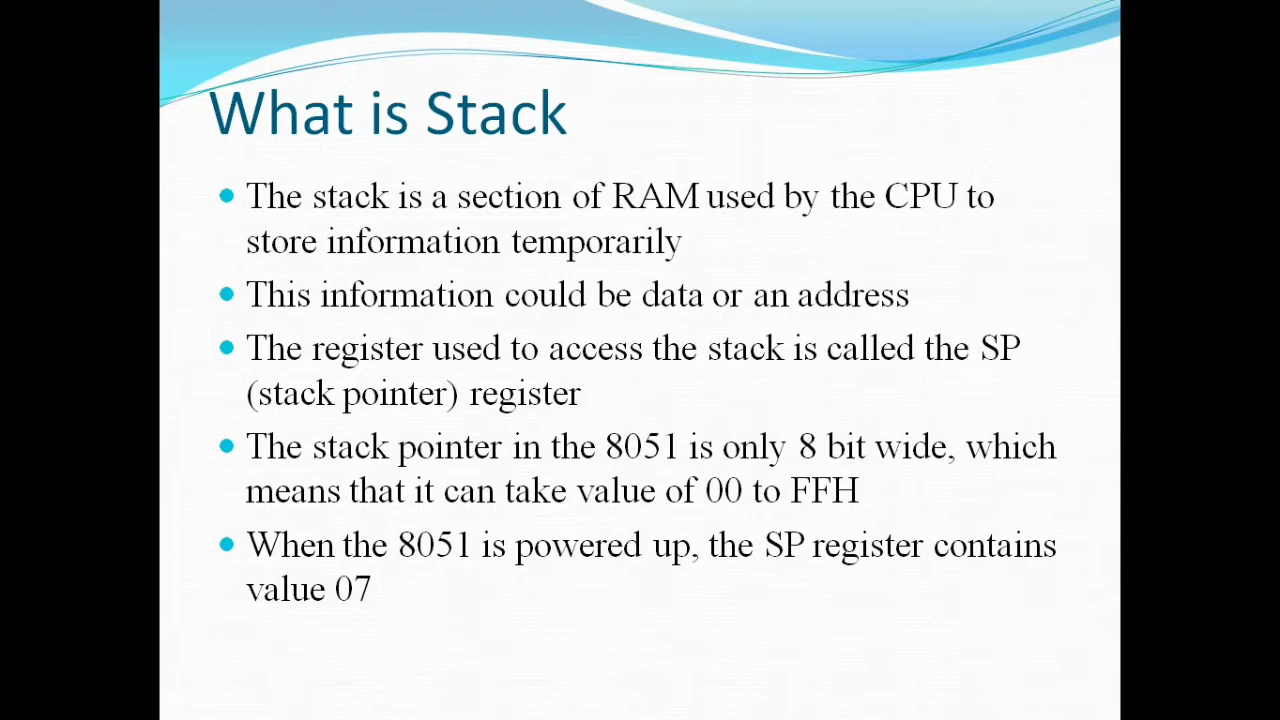 What is Stack
The stack is a section of RAM used by the CPU to
store information temporarily
This information could be data or an address
The register used to access the stack is called the SP
(stack pointer) register
The stack pointer in the 8051 is only 8 bit wide, which
means that it can take value of 00 to FFH
When the 8051 is powered up, the SP register contains
value 07